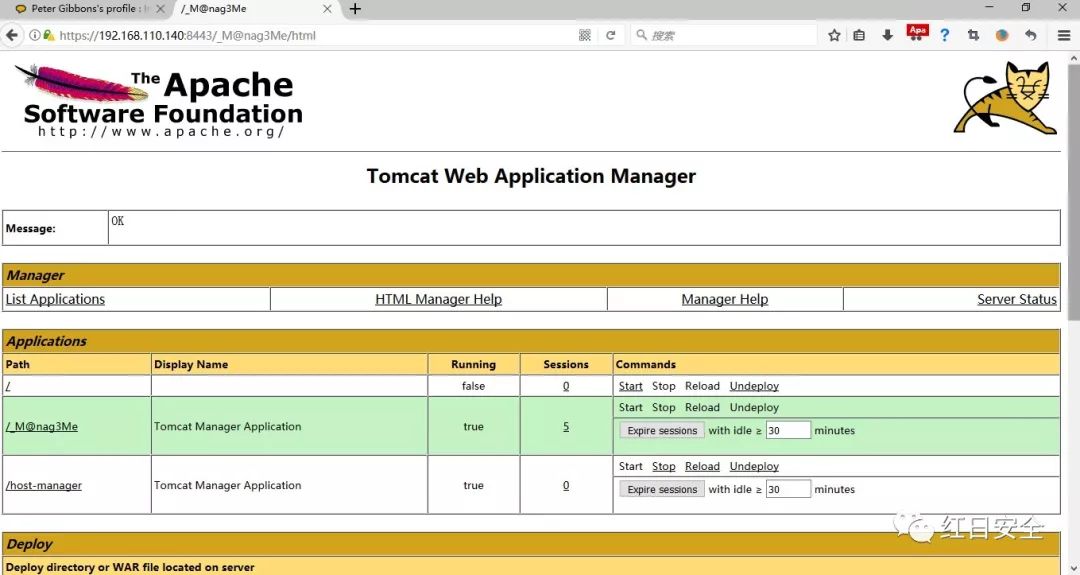 Peter Gibbons's profile : I
/_M@nag3Me
https://192.168.110.140:8443/_M@nag3Me/html
搜索
Apa
The Apache
Software Foundation
http://www.apache.org/
Tomcat Web Application Manager
Message: OK
Manager
List Applications HTML Manager Help Manager Help Server Status
Applications
Path Display Name Running Sessions Commands
/ false 0 Start Stop Reload Undeploy
Start Stop Reload Undeploy
/_M@nag3Me Tomcat Manager Application true 5
Expire sessions with idle ≥ 30 minutes
Start Stop Reload Undeploy
/host-manager Tomcat Manager Application true 0
Expire sessions with idle ≥ 30 minutes
红日安全
Deploy
Deploy directory or WAR file located on server